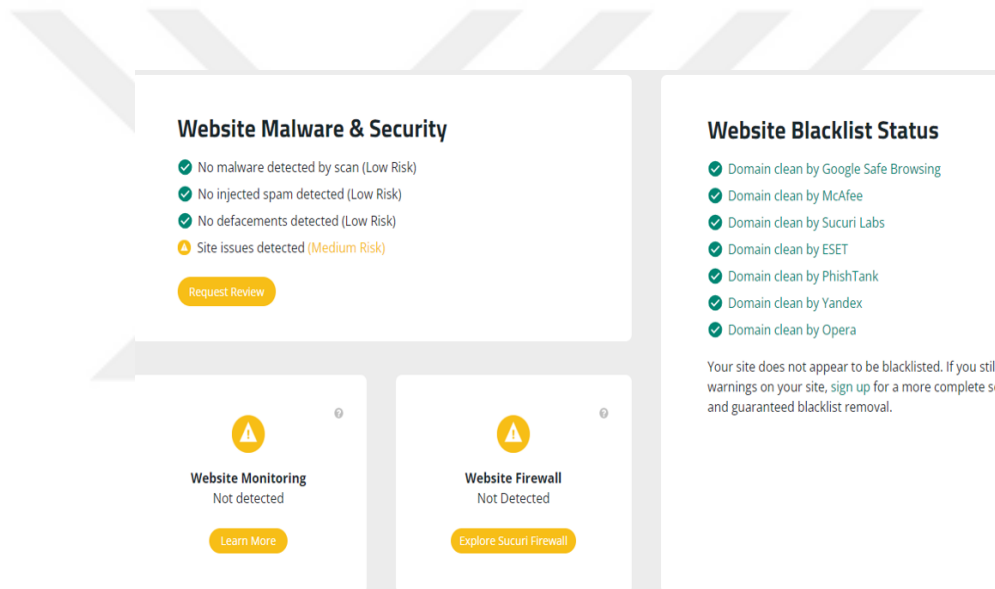 Website Malware & Security
No malware detected by scan (Low Risk)
No injected spam detected (Low Risk)
No defacements detected (Low Risk)
Site issues detected (Medium Risk)
Request Review
Website Blacklist Status
Domain clean by Google Safe Browsing
Domain clean by McAfee
Domain clean by Sucuri Labs
Domain clean by ESET
Domain clean by PhishTank
Domain clean by Yandex
Domain clean by Opera
Your site does not appear to be blacklisted. If you
warnings on your site, sign up for a more complete
and guaranteed blacklist removal.
Website Monitoring
Not detected
Learn More
Website Firewall
Not Detected
Explore Sucuri Firewall